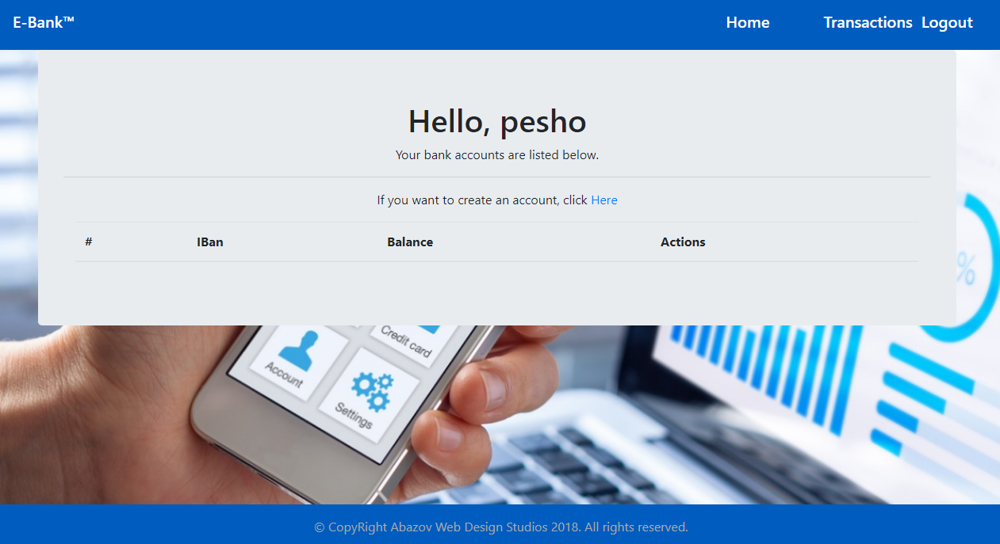 E-Bank™ Home Transactions Logout
Hello, pesho
Your bank accounts are listed below.
If you want to create an account, click Here
# IBan Balance Actions
%
Credit card
Account
Settings
© CopyRight Abazov Web Design Studios 2018. All rights reserved.